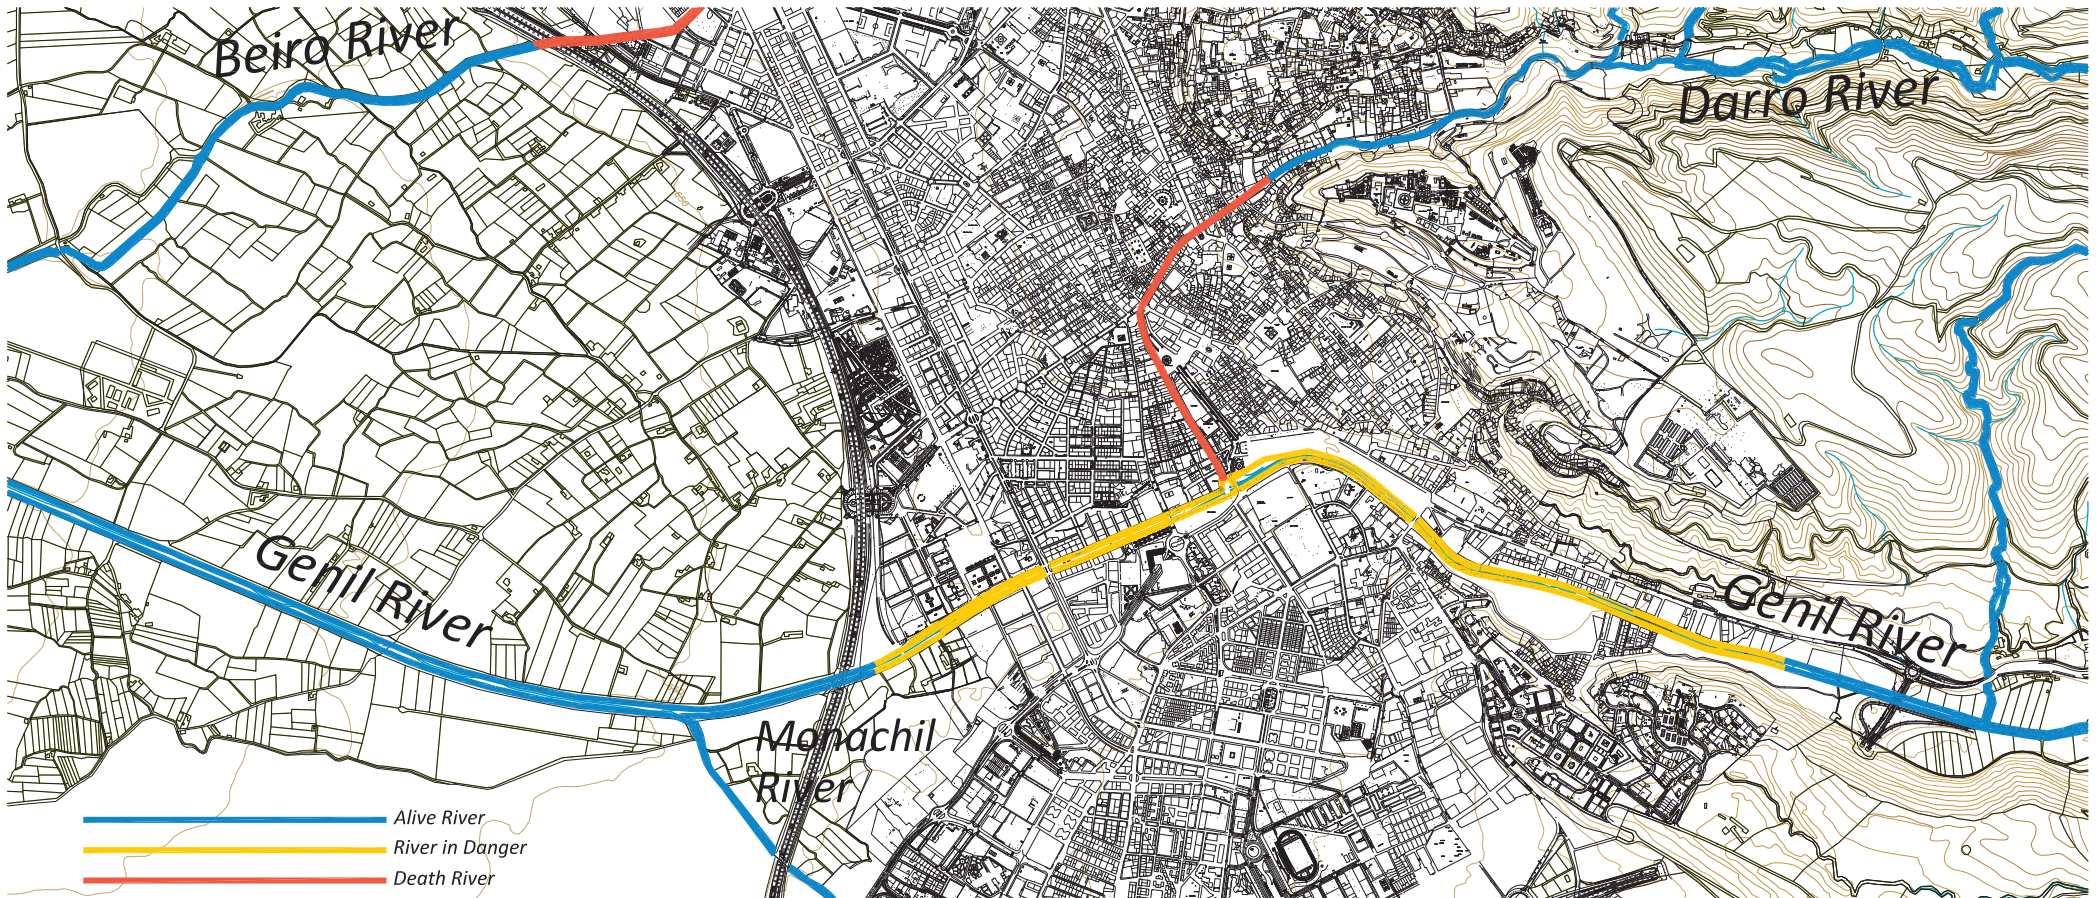 Beiro River
Darro River
Genil River
Genil River
Monachil
River
Alive River
River in Danger
Death River